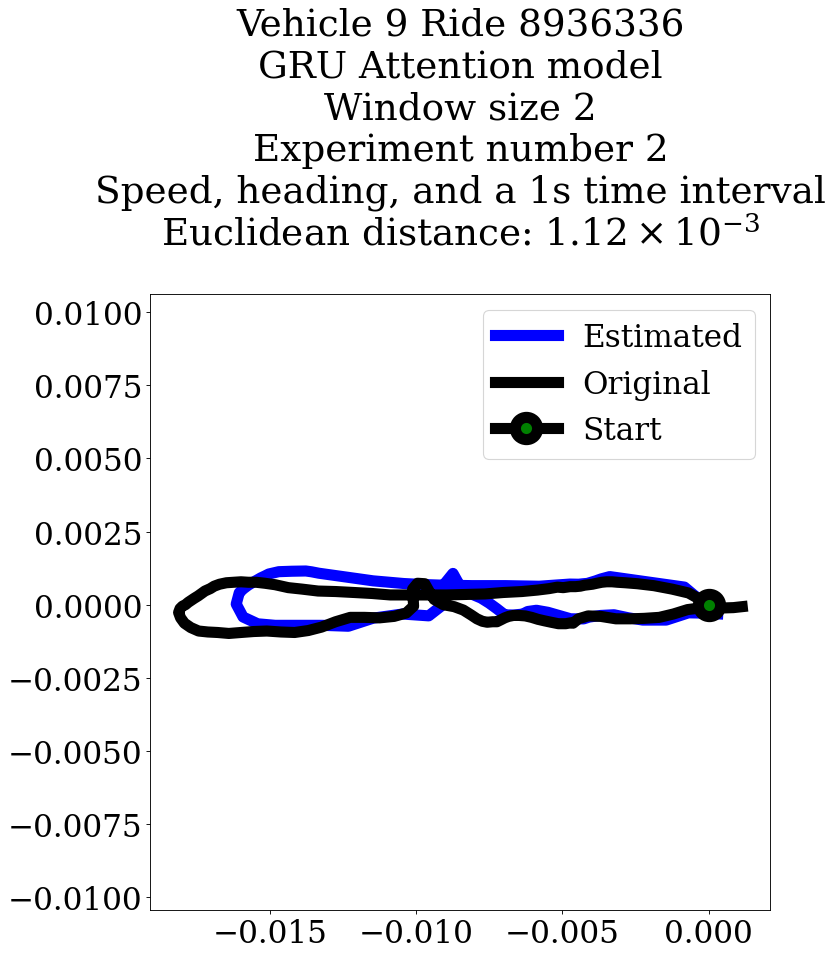 Vehicle 9 Ride 8936336
GRU Attention model
Window size 2
Experiment number 2
Speed, heading, and a 1s time interval
Euclidean distance: 1.12 × 10⁻³
Estimated
Original
Start
0.0100
0.0075
0.0050
0.0025
0.0000
−0.0025
−0.0050
−0.0075
−0.0100
−0.015 −0.010 −0.005 0.000